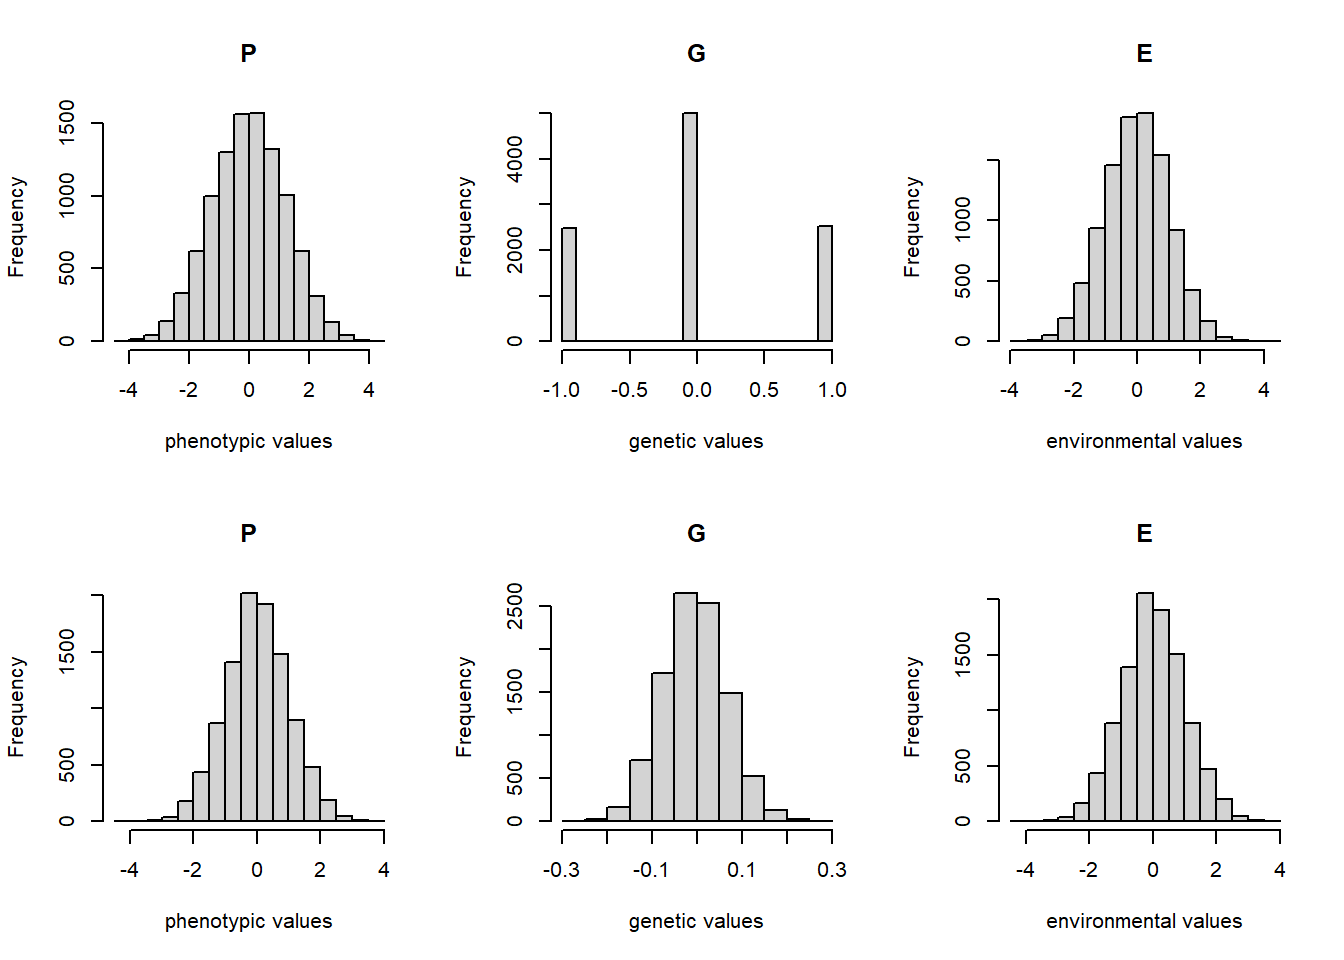 P
Frequency
0 500 1000 1500
-4 -2 0 2 4
phenotypic values
G
Frequency
0 2000 4000
-1.0 -0.5 0.0 0.5 1.0
genetic values
E
Frequency
0 500 1000
-4 -2 0 2 4
environmental values
P
Frequency
0 500 1500
-4 -2 0 2 4
phenotypic values
G
Frequency
0 500 1500 2500
-0.3 -0.1 0.1 0.3
genetic values
E
Frequency
0 500 1500
-4 -2 0 2 4
environmental values